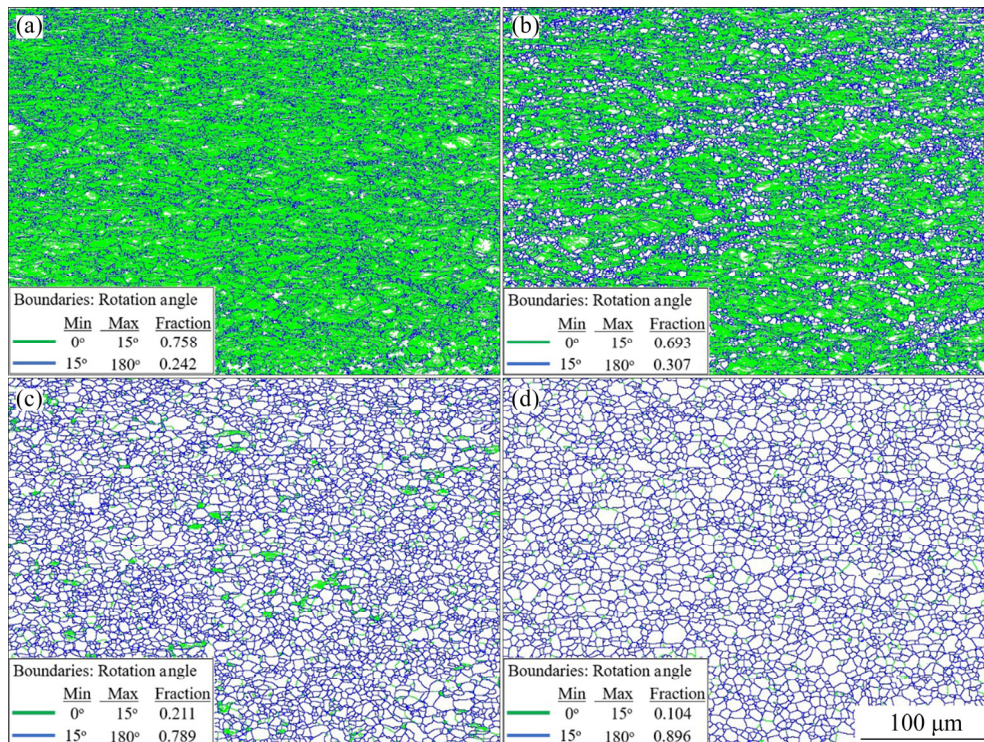 (a)
(b)
Boundaries: Rotation angle
Min Max Fraction
0° 15° 0.758
15° 180° 0.242
Boundaries: Rotation angle
Min Max Fraction
0° 15° 0.693
15° 180° 0.307
(c)
(d)
Boundaries: Rotation angle
Min Max Fraction
0° 15° 0.211
15° 180° 0.789
Boundaries: Rotation angle
Min Max Fraction
0° 15° 0.104
15° 180° 0.896
100 μm